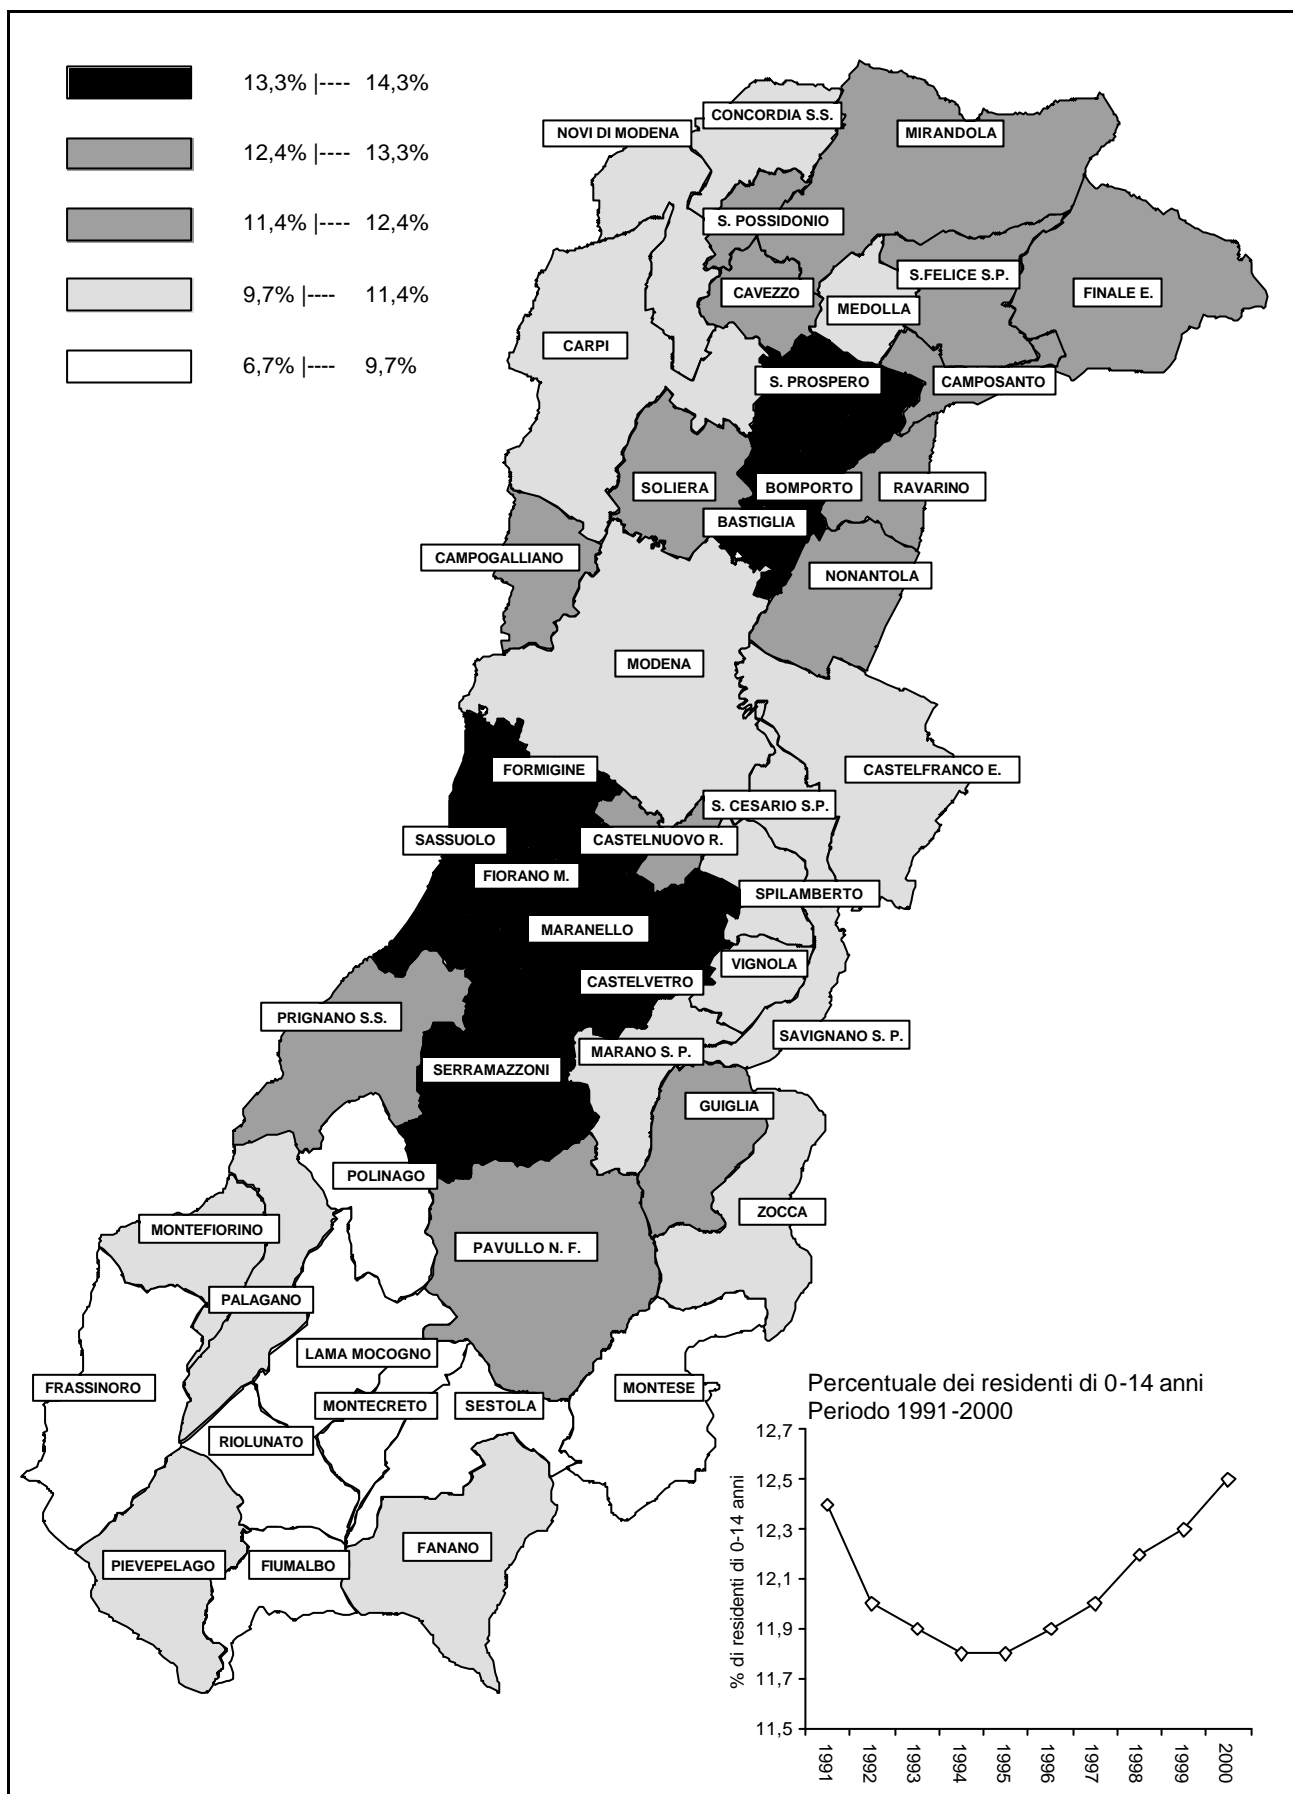 13,3% |---- 14,3%
12,4% |---- 13,3%
11,4% |---- 12,4%
9,7% |---- 11,4%
6,7% |---- 9,7%
CONCORDIA S.S.
NOVI DI MODENA
MIRANDOLA
S. POSSIDONIO
S.FELICE S.P.
CAVEZZO
FINALE E.
MEDOLLA
CARPI
S. PROSPERO
CAMPOSANTO
SOLIERA
BOMPORTO
RAVARINO
BASTIGLIA
CAMPOGALLIANO
NONANTOLA
MODENA
FORMIGINE
CASTELFRANCO E.
S. CESARIO S.P.
SASSUOLO
CASTELNUOVO R.
FIORANO M.
SPILAMBERTO
MARANELLO
VIGNOLA
CASTELVETRO
PRIGNANO S.S.
SAVIGNANO S. P.
MARANO S. P.
SERRAMAZZONI
GUIGLIA
POLINAGO
ZOCCA
MONTEFIORINO
PAVULLO N. F.
PALAGANO
LAMA MOCOGNO
FRASSINORO
MONTESE
MONTECRETO
SESTOLA
RIOLUNATO
FANANO
PIEVEPELAGO
FIUMALBO
Percentuale dei residenti di 0-14 anni
Periodo 1991-2000
12,7
12,5
12,3
12,1
11,9
11,7
11,5
% di residenti di 0-14 anni
1991
1992
1993
1994
1995
1996
1997
1998
1999
2000